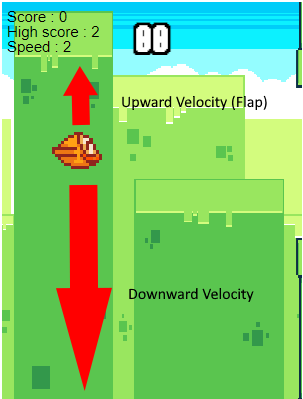 Score : 0
High score : 2
Speed : 2
00
Upward Velocity (Flap)
Downward Velocity